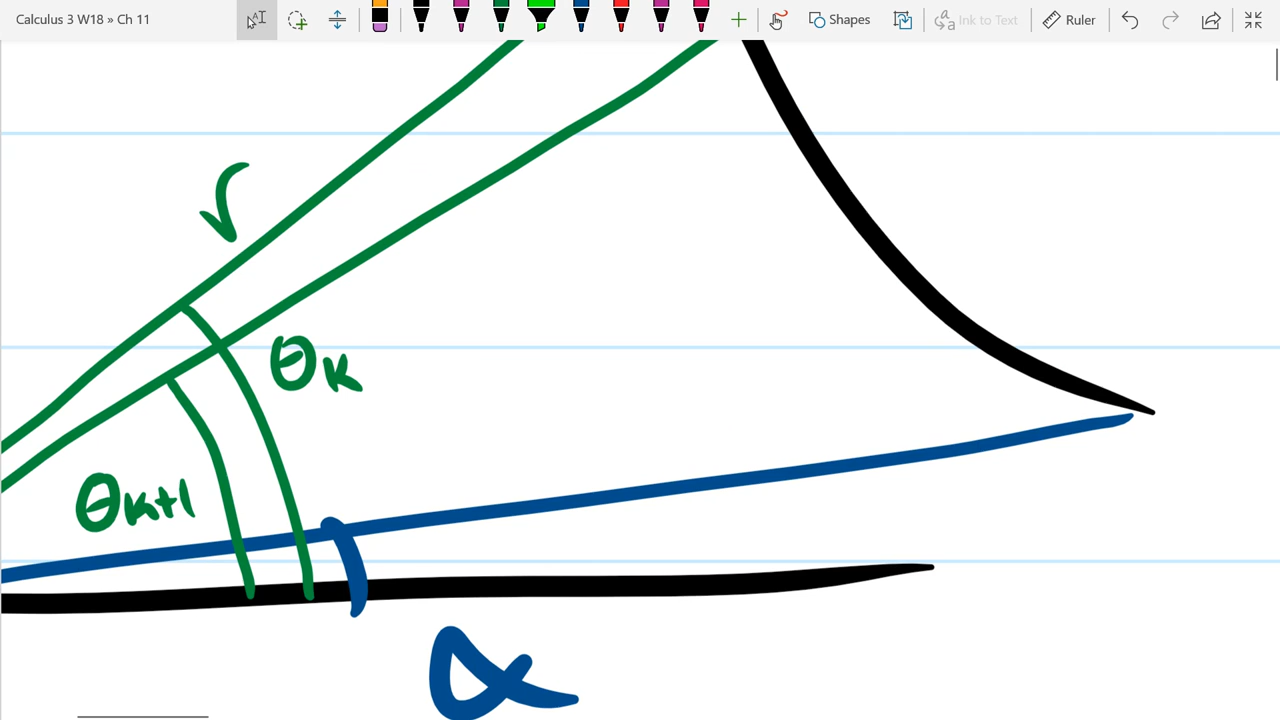 Calculus 3 W18 » Ch 11
Shapes
Ink to Text
Ruler
r
θK
θK+1
α